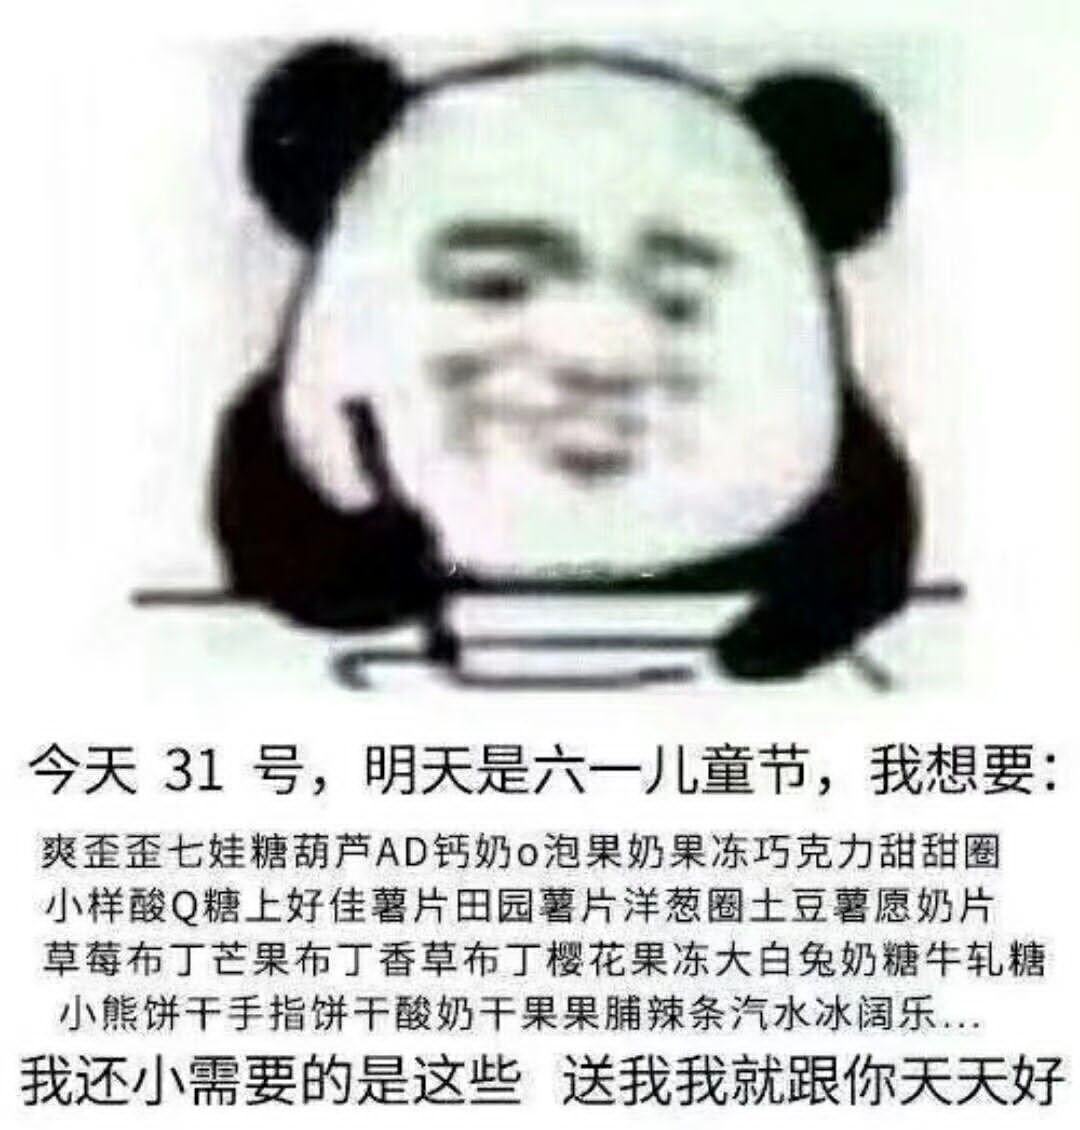 今天 31 号，明天是六一儿童节，我想要：
爽歪歪七娃糖葫芦AD钙奶o泡果奶果冻巧克力甜甜圈
小样酸Q糖上好佳薯片田园薯片洋葱圈土豆薯愿奶片
草莓布丁芒果布丁香草布丁樱花果冻大白兔奶糖牛轧糖
小熊饼干手指饼干酸奶干果果脯辣条汽水冰阔乐...
我还小需要的是这些 送我我就跟你天天好